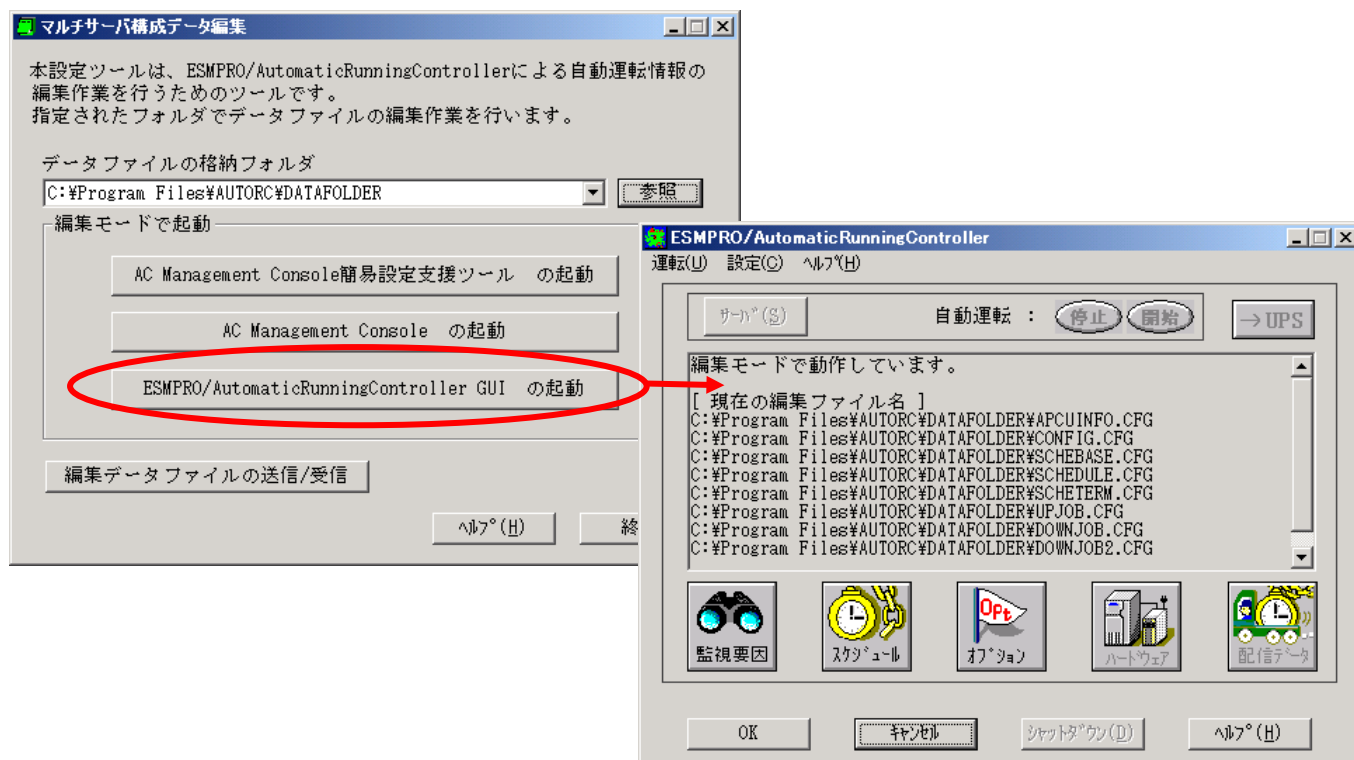 マルチサーバ構成データ編集
本設定ツールは、ESMPRO/AutomaticRunningControllerによる自動運転情報の
編集作業を行うためのツールです。
指定されたフォルダでデータファイルの編集作業を行います。
データファイルの格納フォルダ
C:¥Program Files¥AUTORC¥DATAFOLDER
参照
編集モードで起動
AC Management Console簡易設定支援ツール の起動
AC Management Console の起動
ESMPRO/AutomaticRunningController GUI の起動
編集データファイルの送信/受信
ﾍﾙﾌﾟ(H)
終
ESMPRO/AutomaticRunningController
運転(U) 設定(C) ﾍﾙﾌﾟ(H)
ｻｰﾊﾞ(S)
自動運転 : 停止 開始
→UPS
編集モードで動作しています。
[ 現在の編集ファイル名 ]
C:¥Program Files¥AUTORC¥DATAFOLDER¥APCUINFO.CFG
C:¥Program Files¥AUTORC¥DATAFOLDER¥CONFIG.CFG
C:¥Program Files¥AUTORC¥DATAFOLDER¥SCHEBASE.CFG
C:¥Program Files¥AUTORC¥DATAFOLDER¥SCHEDULE.CFG
C:¥Program Files¥AUTORC¥DATAFOLDER¥SCHETERM.CFG
C:¥Program Files¥AUTORC¥DATAFOLDER¥UPJOB.CFG
C:¥Program Files¥AUTORC¥DATAFOLDER¥DOWNJOB.CFG
C:¥Program Files¥AUTORC¥DATAFOLDER¥DOWNJOB2.CFG
監視要因
ｽｹｼﾞｭｰﾙ
Opt
ｵﾌﾟｼｮﾝ
ﾊｰﾄﾞｳｪｱ
配信ﾃﾞｰﾀ
OK
ｷｬﾝｾﾙ
ｼｬｯﾄﾀﾞｳﾝ(D)
ﾍﾙﾌﾟ(H)